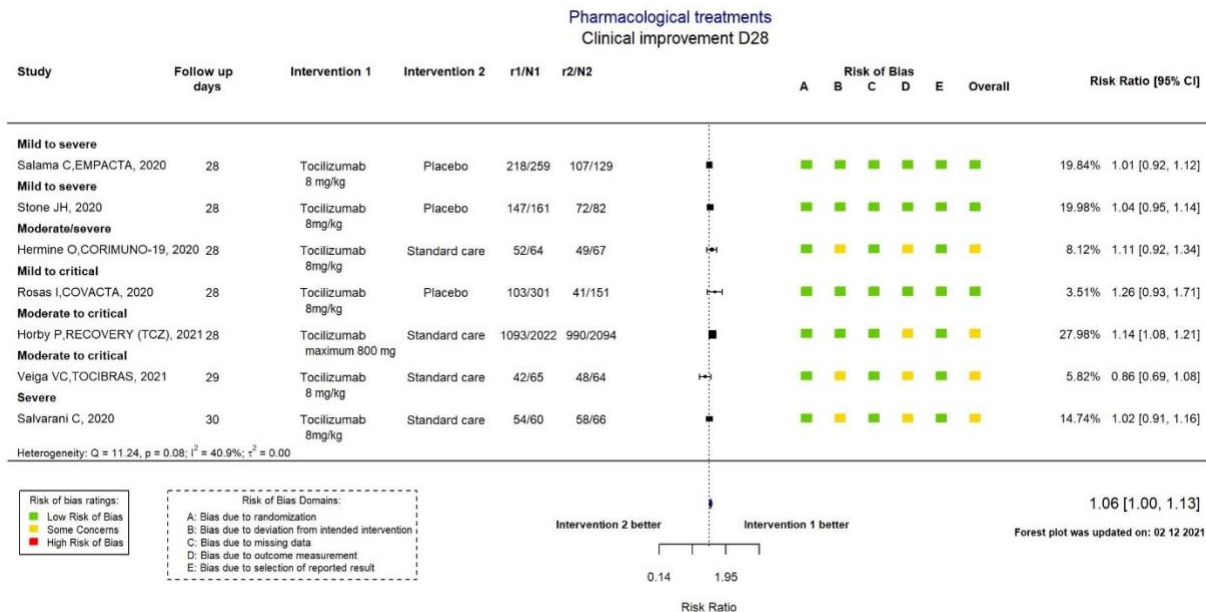 Pharmacological treatments
Clinical improvement D28
Study Follow up days Intervention 1 Intervention 2 r1/N1 r2/N2 Risk of Bias Risk Ratio [95% CI]
A B C D E Overall
Mild to severe
Salama C,EMPACTA, 2020 28 Tocilizumab 8 mg/kg Placebo 218/259 107/129 19.84% 1.01 [0.92, 1.12]
Mild to severe
Stone JH, 2020 28 Tocilizumab 8mg/kg Placebo 147/161 72/82 19.98% 1.04 [0.95, 1.14]
Moderate/severe
Hermine O,CORIMUNO-19, 2020 28 Tocilizumab 8mg/kg Standard care 52/64 49/67 8.12% 1.11 [0.92, 1.34]
Mild to critical
Rosas I,COVACTA, 2020 28 Tocilizumab 8mg/kg Placebo 103/301 41/151 3.51% 1.26 [0.93, 1.71]
Moderate to critical
Horby P,RECOVERY (TCZ), 2021 28 Tocilizumab maximum 800 mg Standard care 1093/2022 990/2094 27.98% 1.14 [1.08, 1.21]
Moderate to critical
Veiga VC,TOCIBRAS, 2021 29 Tocilizumab 8 mg/kg Standard care 42/65 48/64 5.82% 0.86 [0.69, 1.08]
Severe
Salvarani C, 2020 30 Tocilizumab 8mg/kg Standard care 54/60 58/66 14.74% 1.02 [0.91, 1.16]
Heterogeneity: Q = 11.24, p = 0.08; I² = 40.9%; τ² = 0.00
1.06 [1.00, 1.13]
Risk of bias ratings:
Low Risk of Bias
Some Concerns
High Risk of Bias
Risk of Bias Domains:
A: Bias due to randomization
B: Bias due to deviation from intended intervention
C: Bias due to missing data
D: Bias due to outcome measurement
E: Bias due to selection of reported result
Intervention 2 better Intervention 1 better
Forest plot was updated on: 02 12 2021
0.14 1.95
Risk Ratio